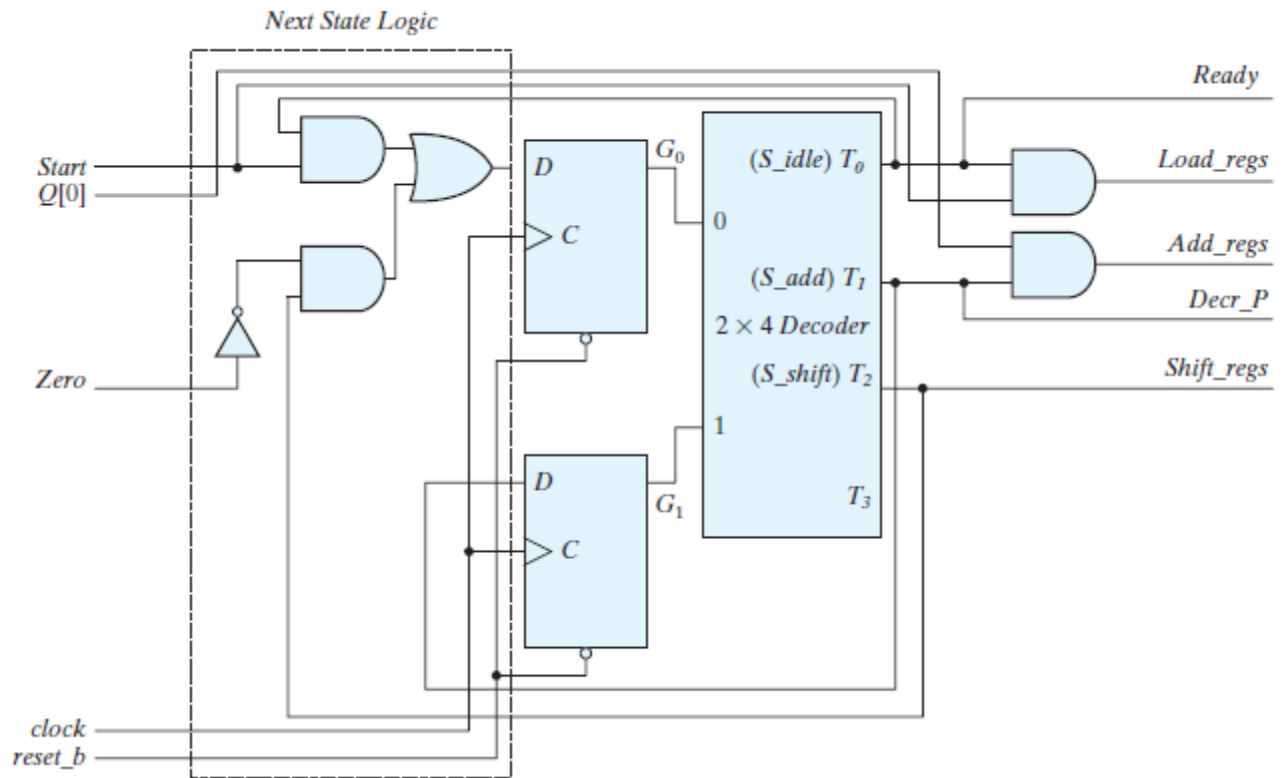 Next State Logic
Ready
Start
Q[0]
D
G0
(S_idle) T0
Load_regs
C
0
Add_regs
(S_add) T1
Decr_P
2 × 4 Decoder
Zero
(S_shift) T2
Shift_regs
1
D
G1
T3
C
clock
reset_b